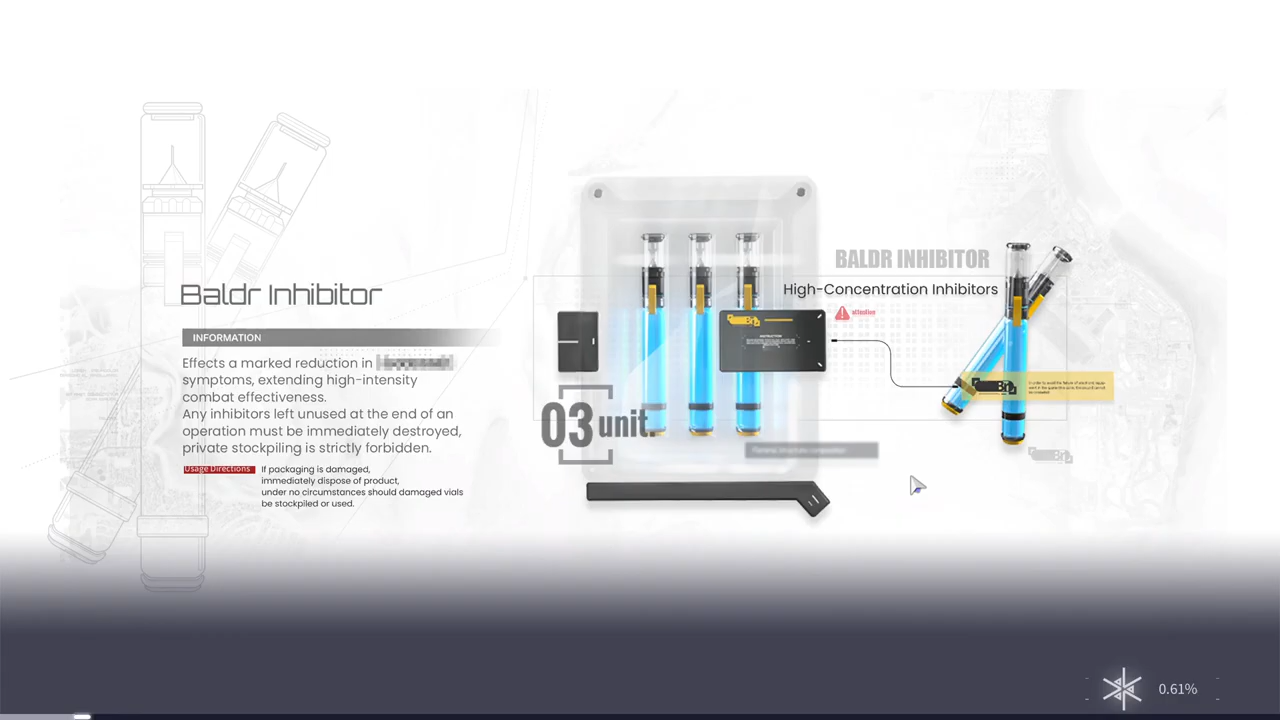 Baldr Inhibitor
INFORMATION
Effects a marked reduction in
symptoms, extending high-intensity
combat effectiveness.
Any inhibitors left unused at the end of an
operation must be immediately destroyed,
private stockpiling is strictly forbidden.
Usage Directions
If packaging is damaged,
immediately dispose of product,
under no circumstances should damaged vials
be stockpiled or used.
03 unit.
BALDR INHIBITOR
High-Concentration Inhibitors
attention
INSTRUCTION
0.61%